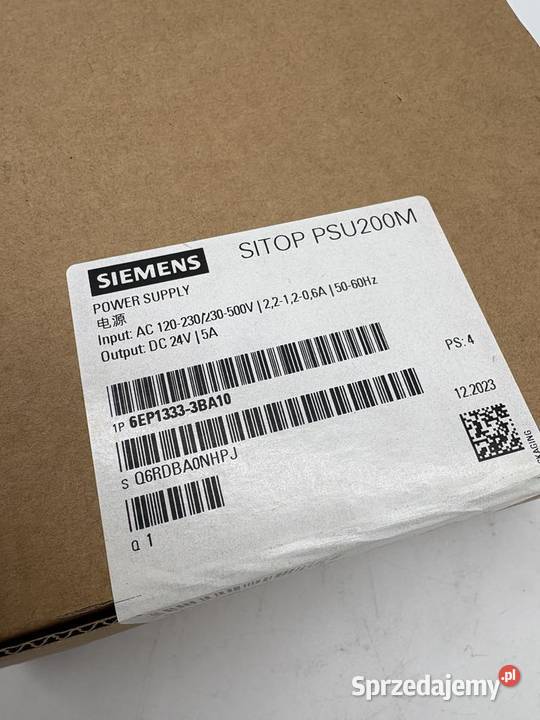 SIEMENS
SITOP PSU200M
POWER SUPPLY
电源
Input: AC 120-230/230-500V | 2,2-1,2-0,6A | 50-60Hz
Output: DC 24V | 5A
PS: 4
1P 6EP1333-3BA10
12.2023
S Q6RDBA0NHPJ
Q 1
Sprzedajemy.pl